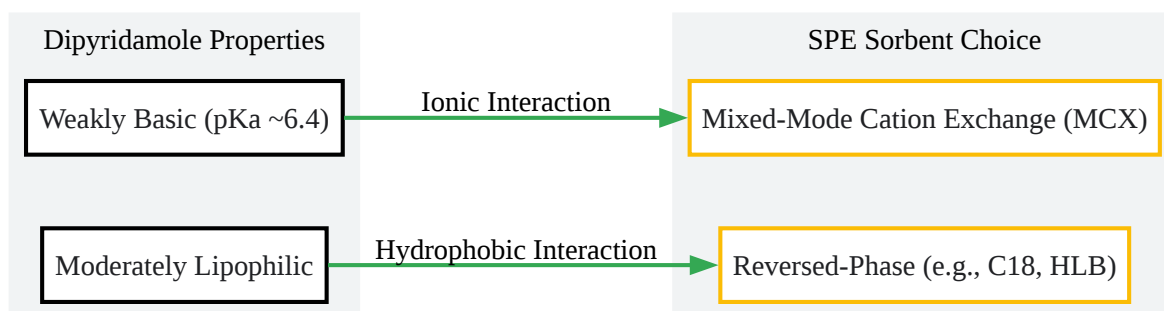 Dipyridamole Properties
SPE Sorbent Choice
Weakly Basic (pKa ~6.4)
Ionic Interaction
Mixed-Mode Cation Exchange (MCX)
Moderately Lipophilic
Hydrophobic Interaction
Reversed-Phase (e.g., C18, HLB)